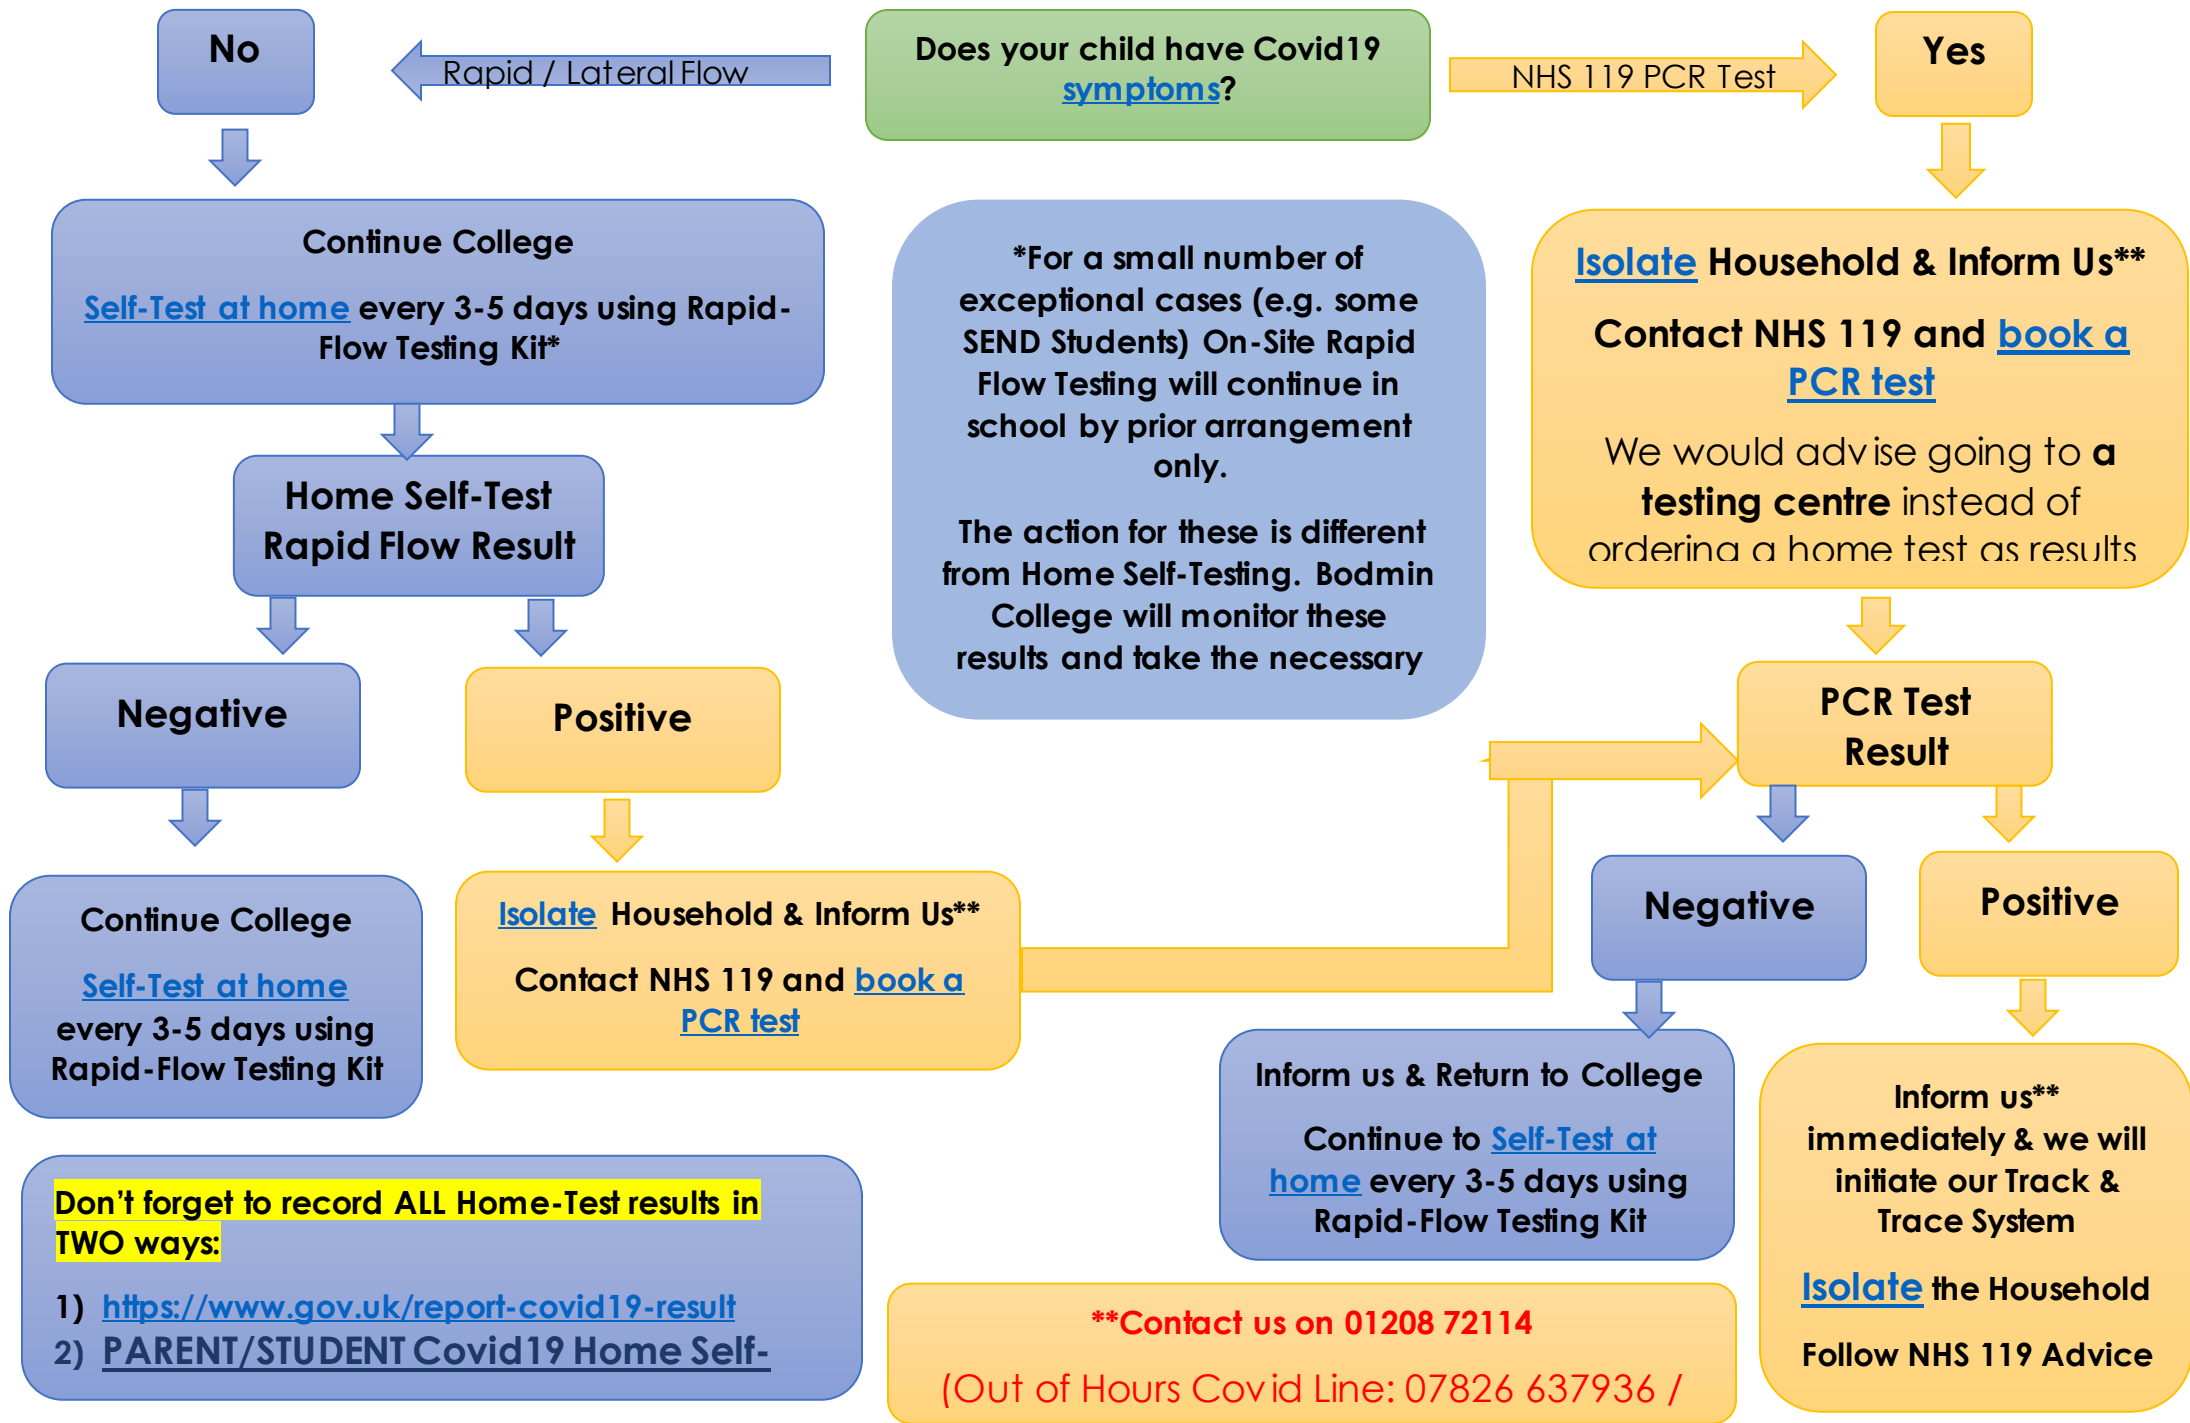 Does your child have Covid19
symptoms?
No
Rapid / Lateral Flow
NHS 119 PCR Test
Yes
Continue College
Self-Test at home every 3-5 days using Rapid-
Flow Testing Kit*
Home Self-Test
Rapid Flow Result
Negative
Positive
Continue College
Self-Test at home
every 3-5 days using
Rapid-Flow Testing Kit
Isolate Household & Inform Us**
Contact NHS 119 and book a
PCR test
*For a small number of
exceptional cases (e.g. some
SEND Students) On-Site Rapid
Flow Testing will continue in
school by prior arrangement
only.
The action for these is different
from Home Self-Testing. Bodmin
College will monitor these
results and take the necessary
Isolate Household & Inform Us**
Contact NHS 119 and book a
PCR test
We would advise going to a
testing centre instead of
ordering a home test as results
PCR Test
Result
Negative
Positive
Inform us & Return to College
Continue to Self-Test at
home every 3-5 days using
Rapid-Flow Testing Kit
Inform us**
immediately & we will
initiate our Track &
Trace System
Isolate the Household
Follow NHS 119 Advice
Don't forget to record ALL Home-Test results in
TWO ways:
1) https://www.gov.uk/report-covid19-result
2) PARENT/STUDENT Covid19 Home Self-
**Contact us on 01208 72114
(Out of Hours Covid Line: 07826 637936 /